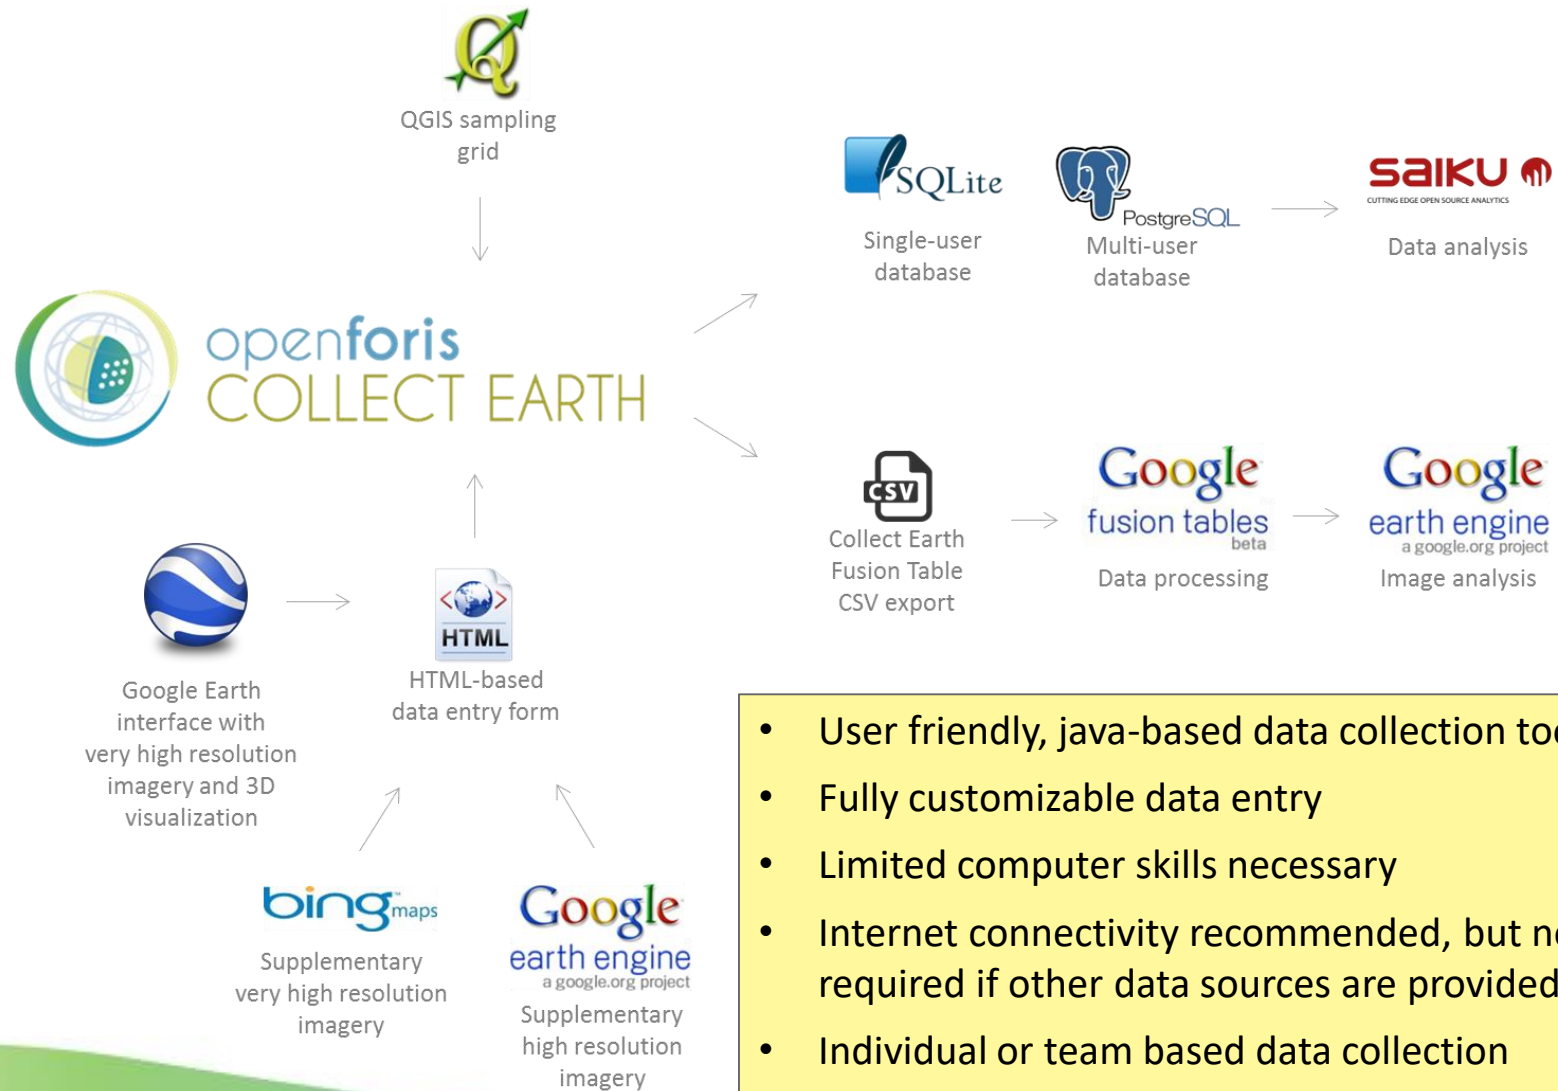 QGIS sampling
grid
SQLite
Single-user
database
PostgreSQL
Multi-user
database
saiku
CUTTING EDGE OPEN SOURCE ANALYTICS
Data analysis
openforis
COLLECT EARTH
CSV
Collect Earth
Fusion Table
CSV export
Google
fusion tables
beta
Data processing
Google
earth engine
a google.org project
Image analysis
Google Earth
interface with
very high resolution
imagery and 3D
visualization
HTML
HTML-based
data entry form
bing maps
Supplementary
very high resolution
imagery
Google
earth engine
a google.org project
Supplementary
high resolution
imagery
• User friendly, java-based data collection
• Fully customizable data entry
• Limited computer skills necessary
• Internet connectivity recommended, but
required if other data sources are provided
• Individual or team based data collection